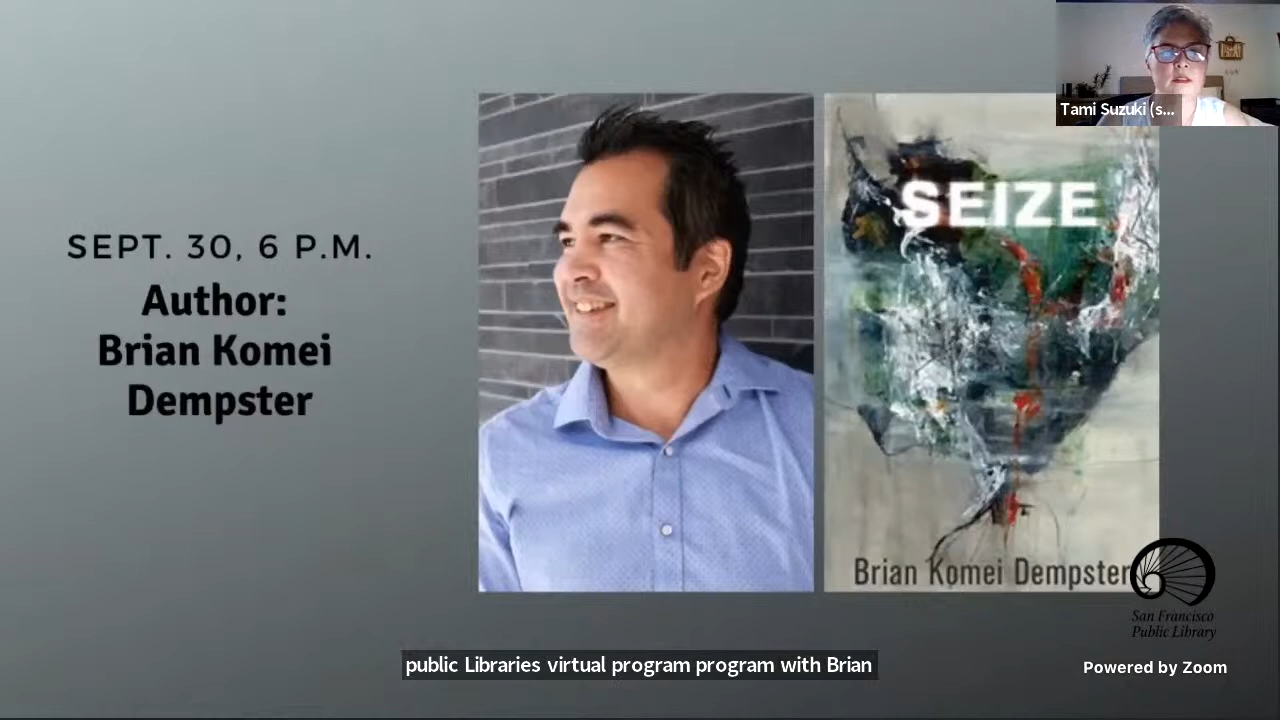 Tami Suzuki (s...
SEPT. 30, 6 P.M.
Author:
Brian Komei
Dempster
SEIZE
Brian Komei Dempster
San Francisco
Public Library
public Libraries virtual program program with Brian
Powered by Zoom